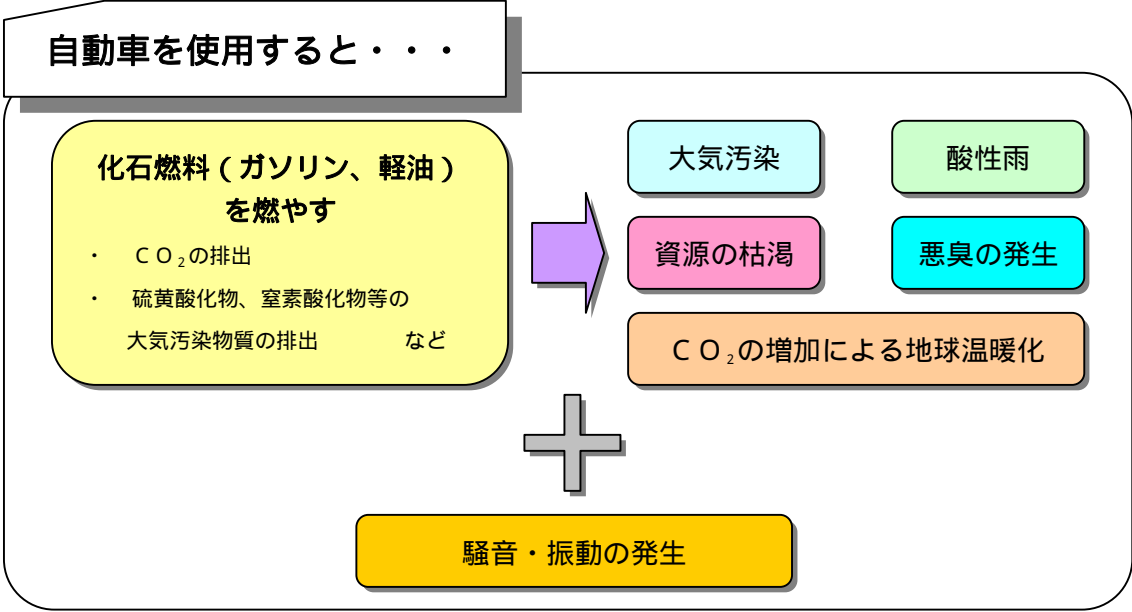 自動車を使用すると・・・
化石燃料（ガソリン、軽油）
を燃やす
・ ＣＯ₂の排出
・ 硫黄酸化物、窒素酸化物等の
大気汚染物質の排出 など
大気汚染
酸性雨
資源の枯渇
悪臭の発生
ＣＯ₂の増加による地球温暖化
騒音・振動の発生